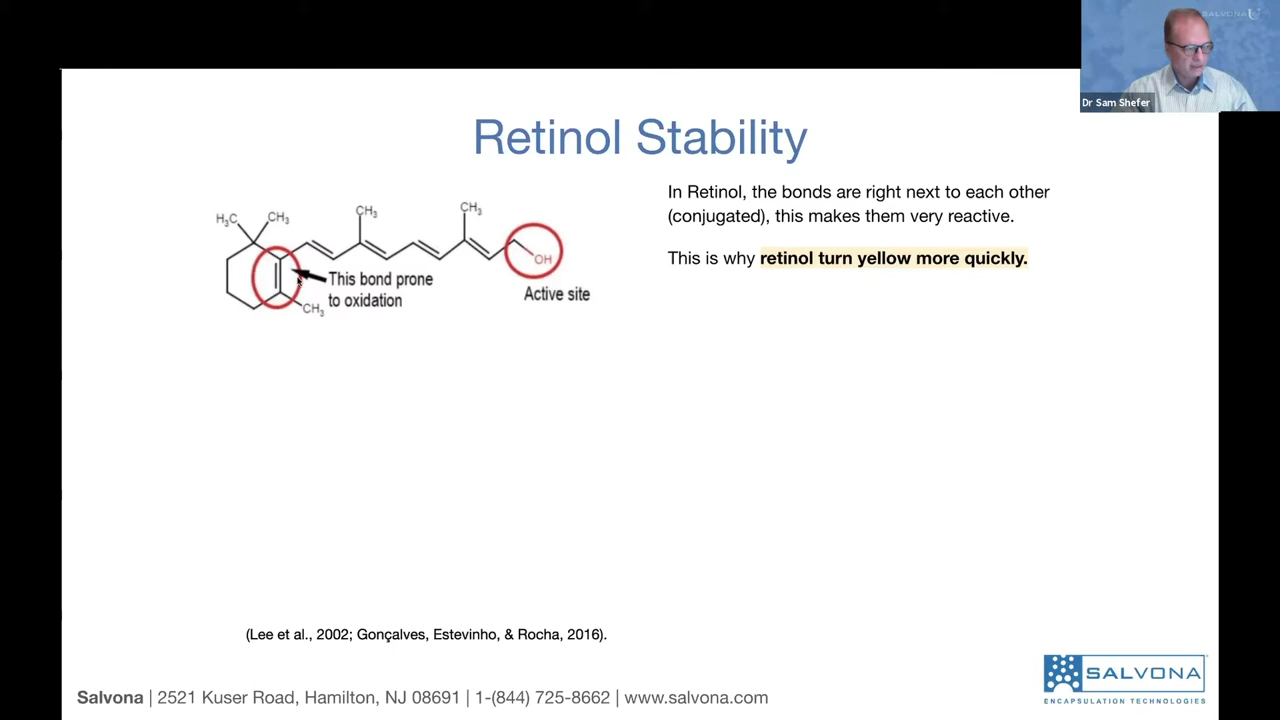 SALVONA U
Dr Sam Shefer
Retinol Stability
H₃C
CH₃
CH₃
CH₃
OH
This bond prone
to oxidation
CH₃
Active site
In Retinol, the bonds are right next to each other
(conjugated), this makes them very reactive.
This is why retinol turn yellow more quickly.
(Lee et al., 2002; Gonçalves, Estevinho, & Rocha, 2016).
Salvona | 2521 Kuser Road, Hamilton, NJ 08691 | 1-(844) 725-8662 | www.salvona.com
SALVONA
ENCAPSULATION TECHNOLOGIES